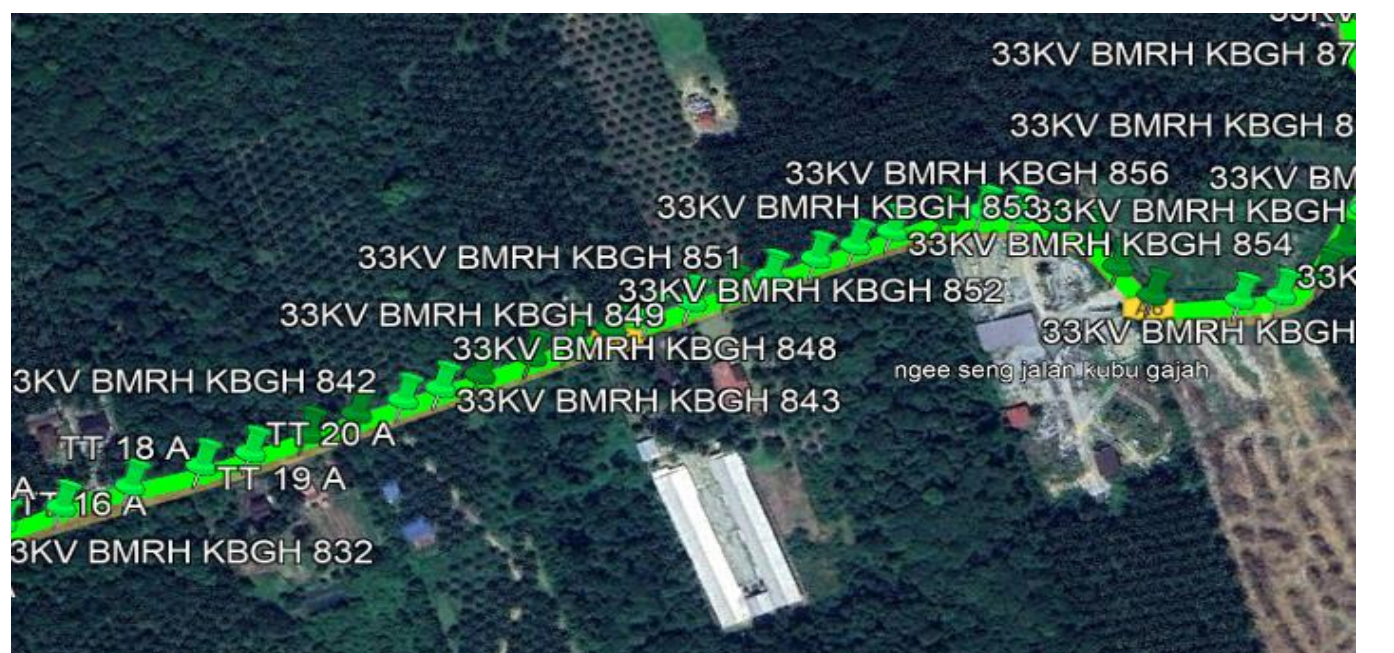 33KV
33KV BMRH KBGH 87
33KV BMRH KBGH 8
33KV BMRH KBGH 856
33KV BM
33KV BMRH KBGH 853
33KV BMRH KBGH
33KV BMRH KBGH 854
33KV BMRH KBGH 851
33K
33KV BMRH KBGH 852
A6
33KV BMRH KBGH 849
33KV BMRH KBGH
33KV BMRH KBGH 848
ngee seng jalan kubu gajah
3KV BMRH KBGH 842
33KV BMRH KBGH 843
TT 20 A
TT 18 A
TT 19 A
A
TT 16 A
3KV BMRH KBGH 832